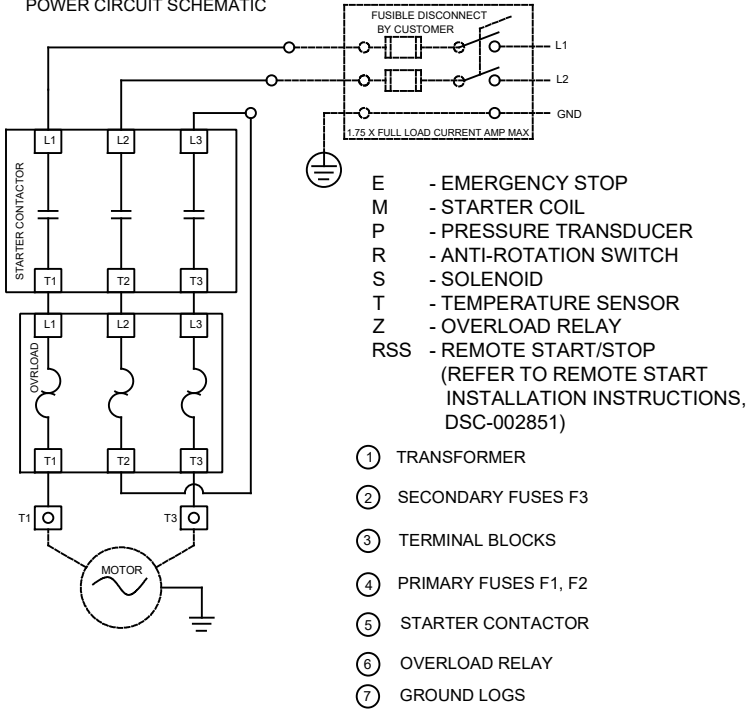 POWER CIRCUIT SCHEMATIC
FUSIBLE DISCONNECT
BY CUSTOMER
L1
L2
GND
1.75 X FULL LOAD CURRENT AMP MAX
L1 L2 L3
STARTER CONTACTOR
T1 T2 T3
L1 L2 L3
OVRLOAD
T1 T2 T3
T1 T3
MOTOR
E - EMERGENCY STOP
M - STARTER COIL
P - PRESSURE TRANSDUCER
R - ANTI-ROTATION SWITCH
S - SOLENOID
T - TEMPERATURE SENSOR
Z - OVERLOAD RELAY
RSS - REMOTE START/STOP
(REFER TO REMOTE START
INSTALLATION INSTRUCTIONS,
DSC-002851)
1 TRANSFORMER
2 SECONDARY FUSES F3
3 TERMINAL BLOCKS
4 PRIMARY FUSES F1, F2
5 STARTER CONTACTOR
6 OVERLOAD RELAY
7 GROUND LOGS